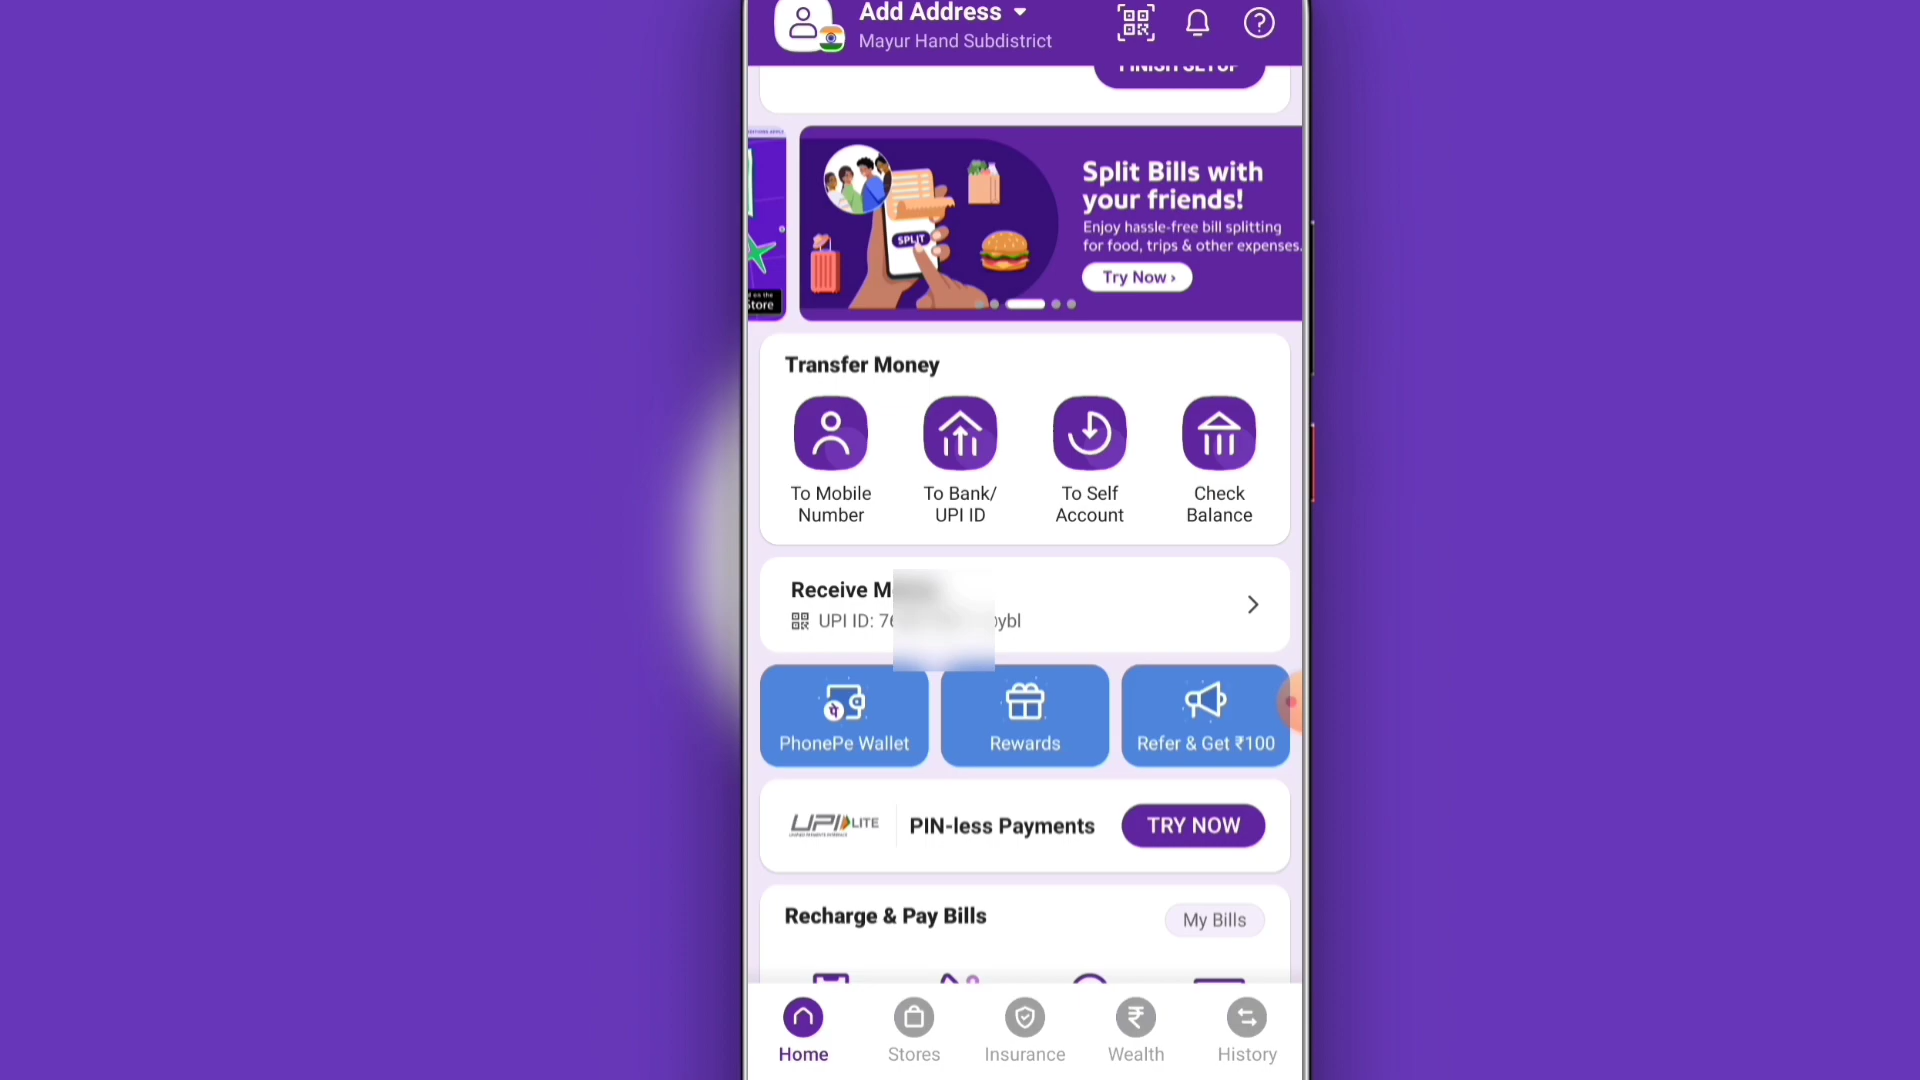 Add Address
Mayur Hand Subdistrict
FINISH SETUP
Store
SPLIT
Split Bills with
your friends!
Enjoy hassle-free bill splitting
for food, trips & other expenses.
Try Now ›
Transfer Money
To Mobile
Number
To Bank/
UPI ID
To Self
Account
Check
Balance
Receive M
UPI ID: 76 ybl
पे
PhonePe Wallet
Rewards
Refer & Get ₹100
UPI LITE
PIN-less Payments
TRY NOW
Recharge & Pay Bills
My Bills
Home
Stores
Insurance
Wealth
History